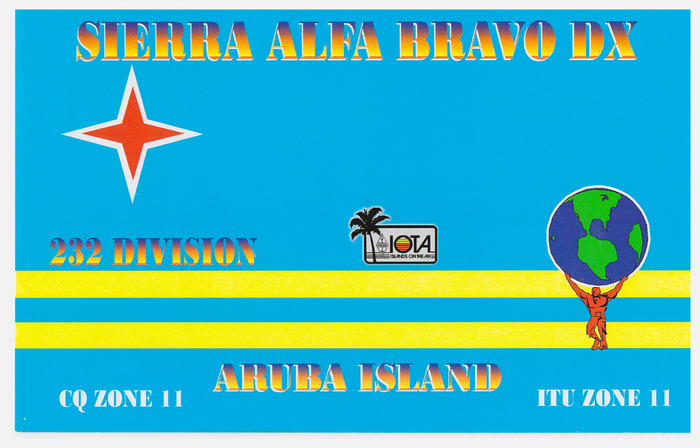 SIERRA ALFA BRAVO DX
232 DIVISION
IOTA
ISLANDS ON THE AIR
ARUBA ISLAND
CQ ZONE 11
ITU ZONE 11